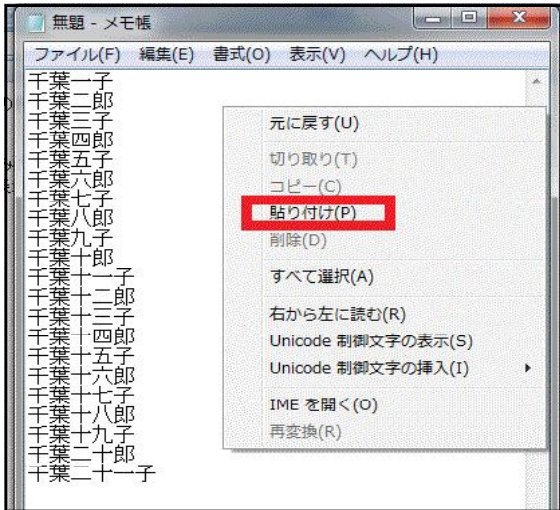 無題 - メモ帳
ファイル(F) 編集(E) 書式(O) 表示(V) ヘルプ(H)
千葉一子
千葉二郎
千葉三子
千葉四郎
千葉五子
千葉六郎
千葉七子
千葉八郎
千葉九子
千葉十郎
千葉十一子
千葉十二郎
千葉十三子
千葉十四郎
千葉十五子
千葉十六郎
千葉十七子
千葉十八郎
千葉十九子
千葉二十郎
千葉二十一子
元に戻す(U)
切り取り(T)
コピー(C)
貼り付け(P)
削除(D)
すべて選択(A)
右から左に読む(R)
Unicode 制御文字の表示(S)
Unicode 制御文字の挿入(I)
IME を開く(O)
再変換(R)